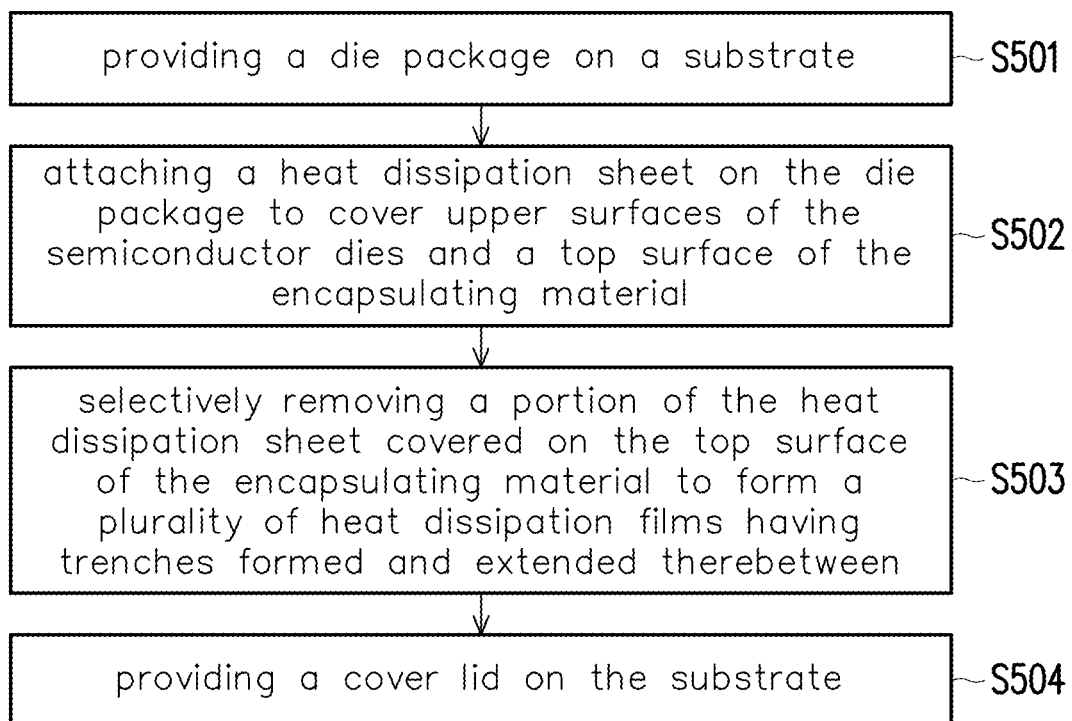 providing a die package on a substrate
S501
attaching a heat dissipation sheet on the die
package to cover upper surfaces of the
semiconductor dies and a top surface of the
encapsulating material
S502
selectively removing a portion of the heat
dissipation sheet covered on the top surface
of the encapsulating material to form a
plurality of heat dissipation films having
trenches formed and extended therebetween
S503
providing a cover lid on the substrate
S504